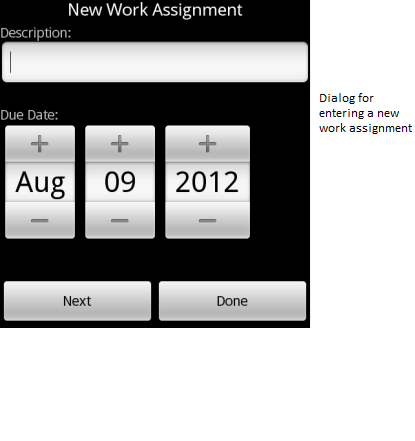 New Work Assignment
Description:
Dialog for
entering a new
work assignment
Due Date:
+ + +
Aug 09 2012
− − −
Next Done